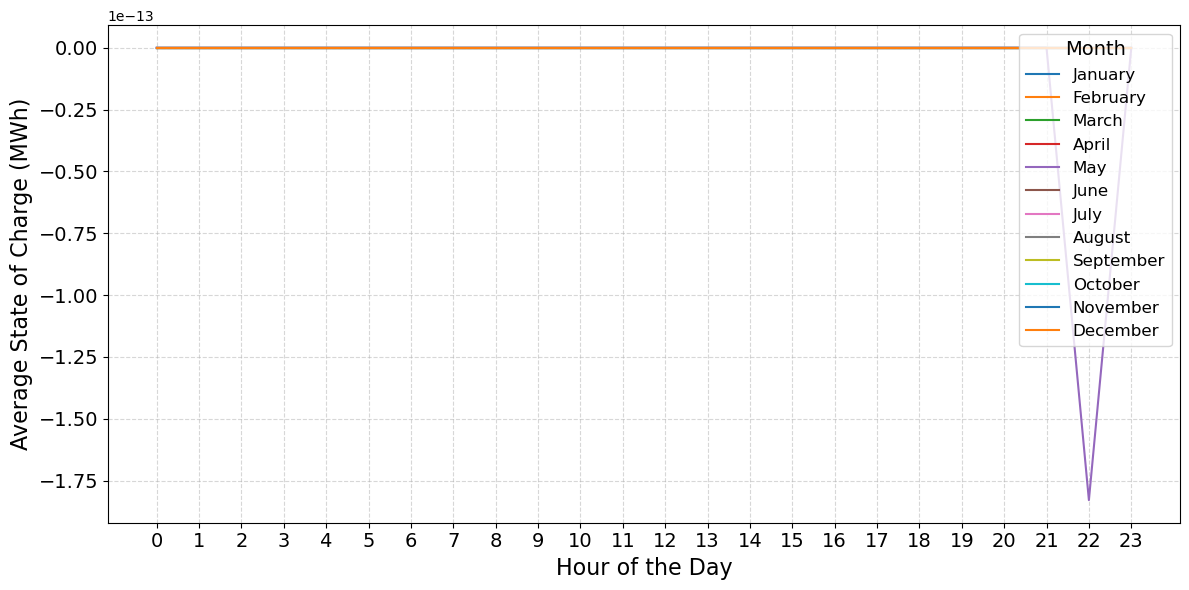 1e−13
0.00
−0.25
−0.50
−0.75
−1.00
−1.25
−1.50
−1.75
Average State of Charge (MWh)
Month
January
February
March
April
May
June
July
August
September
October
November
December
0 1 2 3 4 5 6 7 8 9 10 11 12 13 14 15 16 17 18 19 20 21 22 23
Hour of the Day